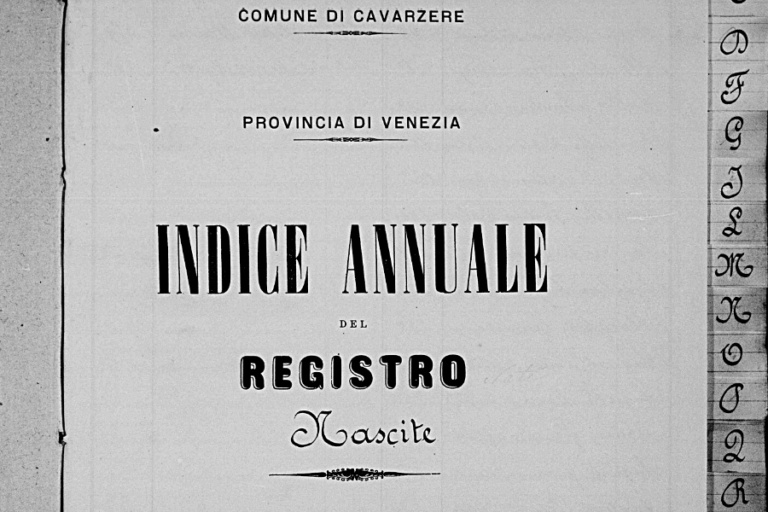 COMUNE DI CAVARZERE
PROVINCIA DI VENEZIA
INDICE ANNUALE
DEL
REGISTRO
Nascite
D
F
G
I
L
M
N
O
P
Q
R